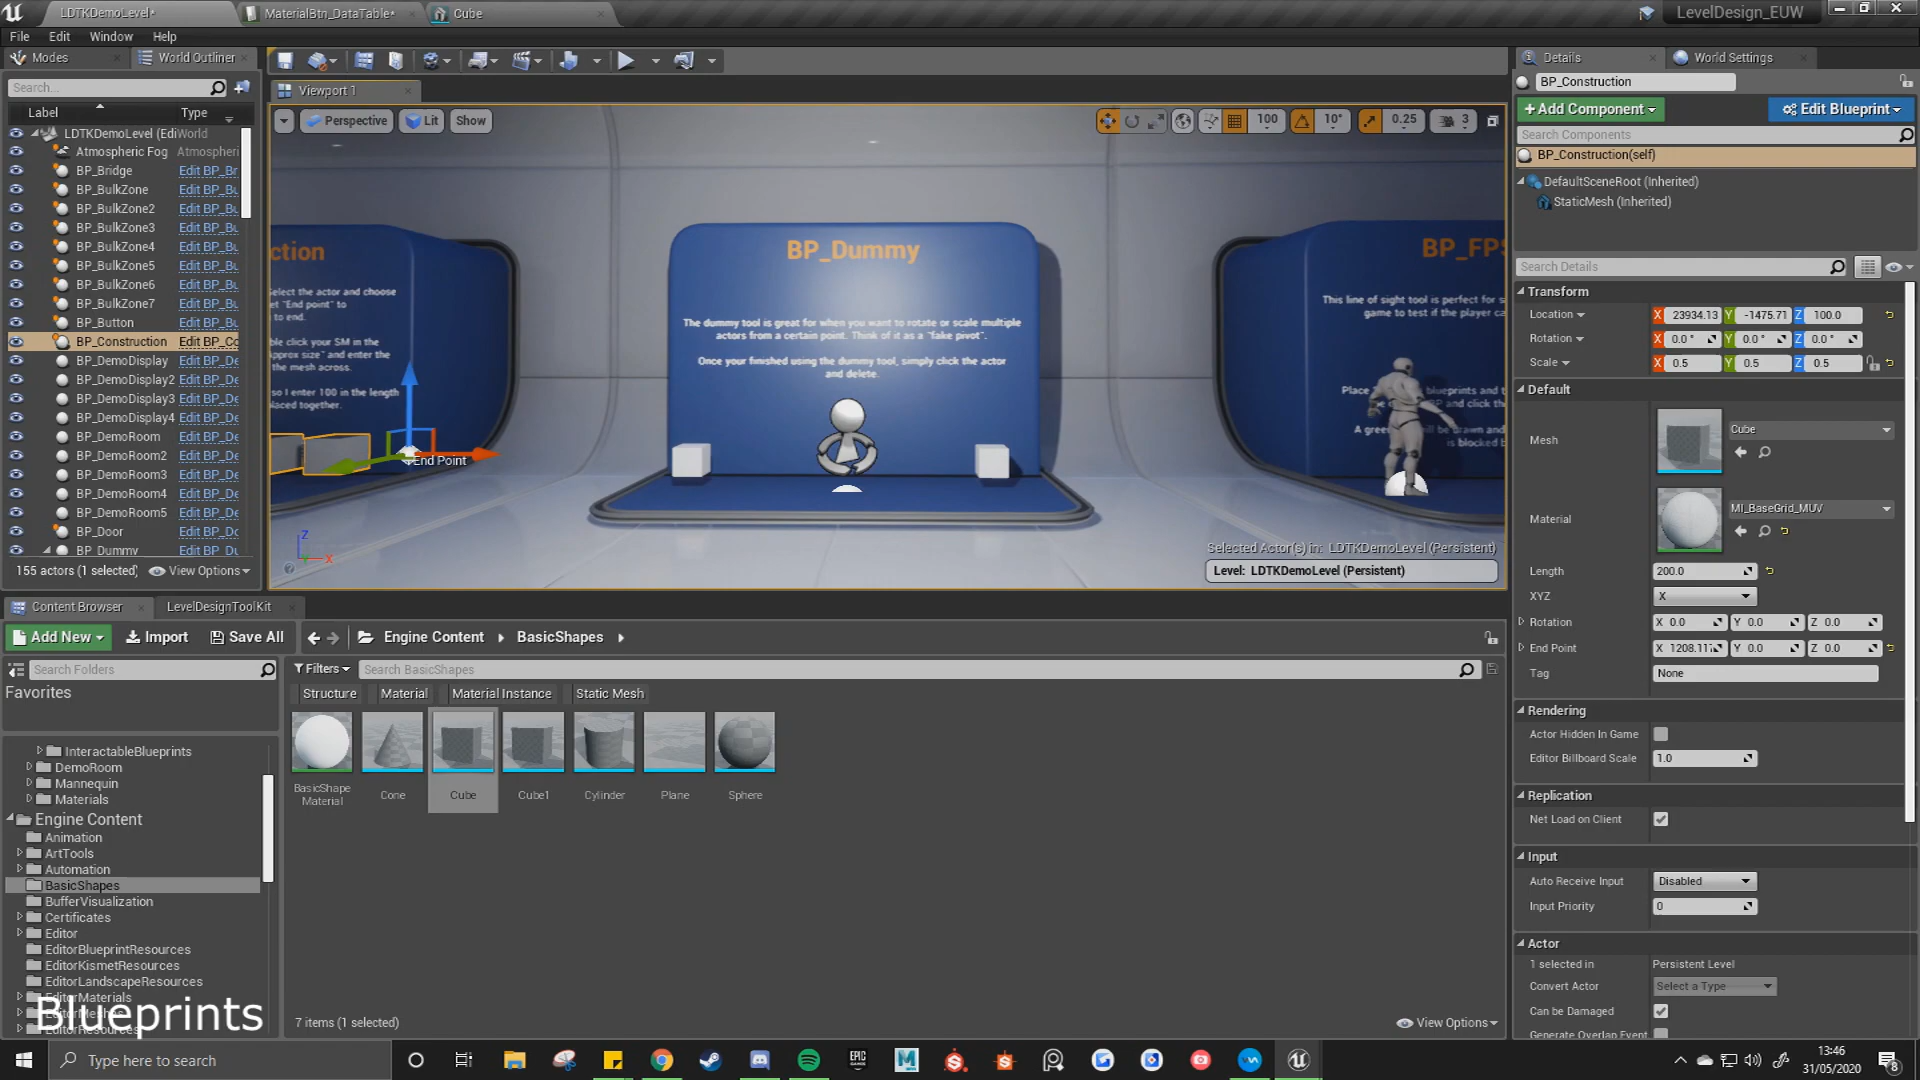 LDTKDemoLevel*
MaterialBtn_DataTable*
Cube
LevelDesign_EUW
File
Edit
Window
Help
Modes
World Outliner
Search...
Label
Type
LDTKDemoLevel (Edi
World
Atmospheric Fog
Atmospheri
BP_Bridge
Edit BP_Br
BP_BulkZone
Edit BP_Bu
BP_BulkZone2
Edit BP_Bu
BP_BulkZone3
Edit BP_Bu
BP_BulkZone4
Edit BP_Bu
BP_BulkZone5
Edit BP_Bu
BP_BulkZone6
Edit BP_Bu
BP_BulkZone7
Edit BP_Bu
BP_Button
Edit BP_Bu
BP_Construction
Edit BP_Co
BP_DemoDisplay
Edit BP_De
BP_DemoDisplay2
Edit BP_De
BP_DemoDisplay3
Edit BP_De
BP_DemoDisplay4
Edit BP_De
BP_DemoRoom
Edit BP_De
BP_DemoRoom2
Edit BP_De
BP_DemoRoom3
Edit BP_De
BP_DemoRoom4
Edit BP_De
BP_DemoRoom5
Edit BP_De
BP_Door
Edit BP_Do
BP_Dummy
Edit BP_Du
155 actors (1 selected)
View Options
Viewport 1
Perspective
Lit
Show
100
10°
0.25
3
ction
Select the actor and choose
et "End point" to
to end.
ble click your SM in the
Approx size" and enter the
the mesh across.
so I enter 100 in the length
placed together.
End Point
BP_Dummy
The dummy tool is great for when you want to rotate or scale multiple
actors from a certain point. Think of it as a "fake pivot".
Once your finished using the dummy tool, simply click the actor
and delete.
BP_FPS
This line of sight tool is perfect for s
game to test if the player ca
Place
blueprints and t
BP and click th
A green
ill be drawn and
is blocked b
Z
X
Selected Actor(s) in: LDTKDemoLevel (Persistent)
Level: LDTKDemoLevel (Persistent)
Details
World Settings
BP_Construction
+Add Component
Edit Blueprint
Search Components
BP_Construction(self)
DefaultSceneRoot (Inherited)
StaticMesh (Inherited)
Search Details
Transform
Location
X 23934.13
Y -1475.71
Z 100.0
Rotation
X 0.0 °
Y 0.0 °
Z 0.0 °
Scale
X 0.5
Y 0.5
Z 0.5
Default
Mesh
Cube
Material
MI_BaseGrid_MUV
Length
200.0
XYZ
X
Rotation
X 0.0
Y 0.0
Z 0.0
End Point
X 1208.117
Y 0.0
Z 0.0
Tag
None
Rendering
Actor Hidden In Game
Editor Billboard Scale
1.0
Replication
Net Load on Client
Input
Auto Receive Input
Disabled
Input Priority
0
Actor
1 selected in
Persistent Level
Convert Actor
Select a Type
Can be Damaged
Generate Overlap Event
Content Browser
LevelDesignToolKit
Add New
Import
Save All
Engine Content
BasicShapes
Search Folders
Filters
Search BasicShapes
Favorites
Structure
Material
Material Instance
Static Mesh
InteractableBlueprints
DemoRoom
Mannequin
Materials
Engine Content
Animation
ArtTools
Automation
BasicShapes
BufferVisualization
Certificates
Editor
EditorBlueprintResources
EditorKismetResources
EditorLandscapeResources
EditorMaterials
EditorMeshes
EditorResources
BasicShape
Material
Cone
Cube
Cube1
Cylinder
Plane
Sphere
7 items (1 selected)
View Options
Blueprints
Type here to search
EPIC
GAMES
13:46
31/05/2020
8